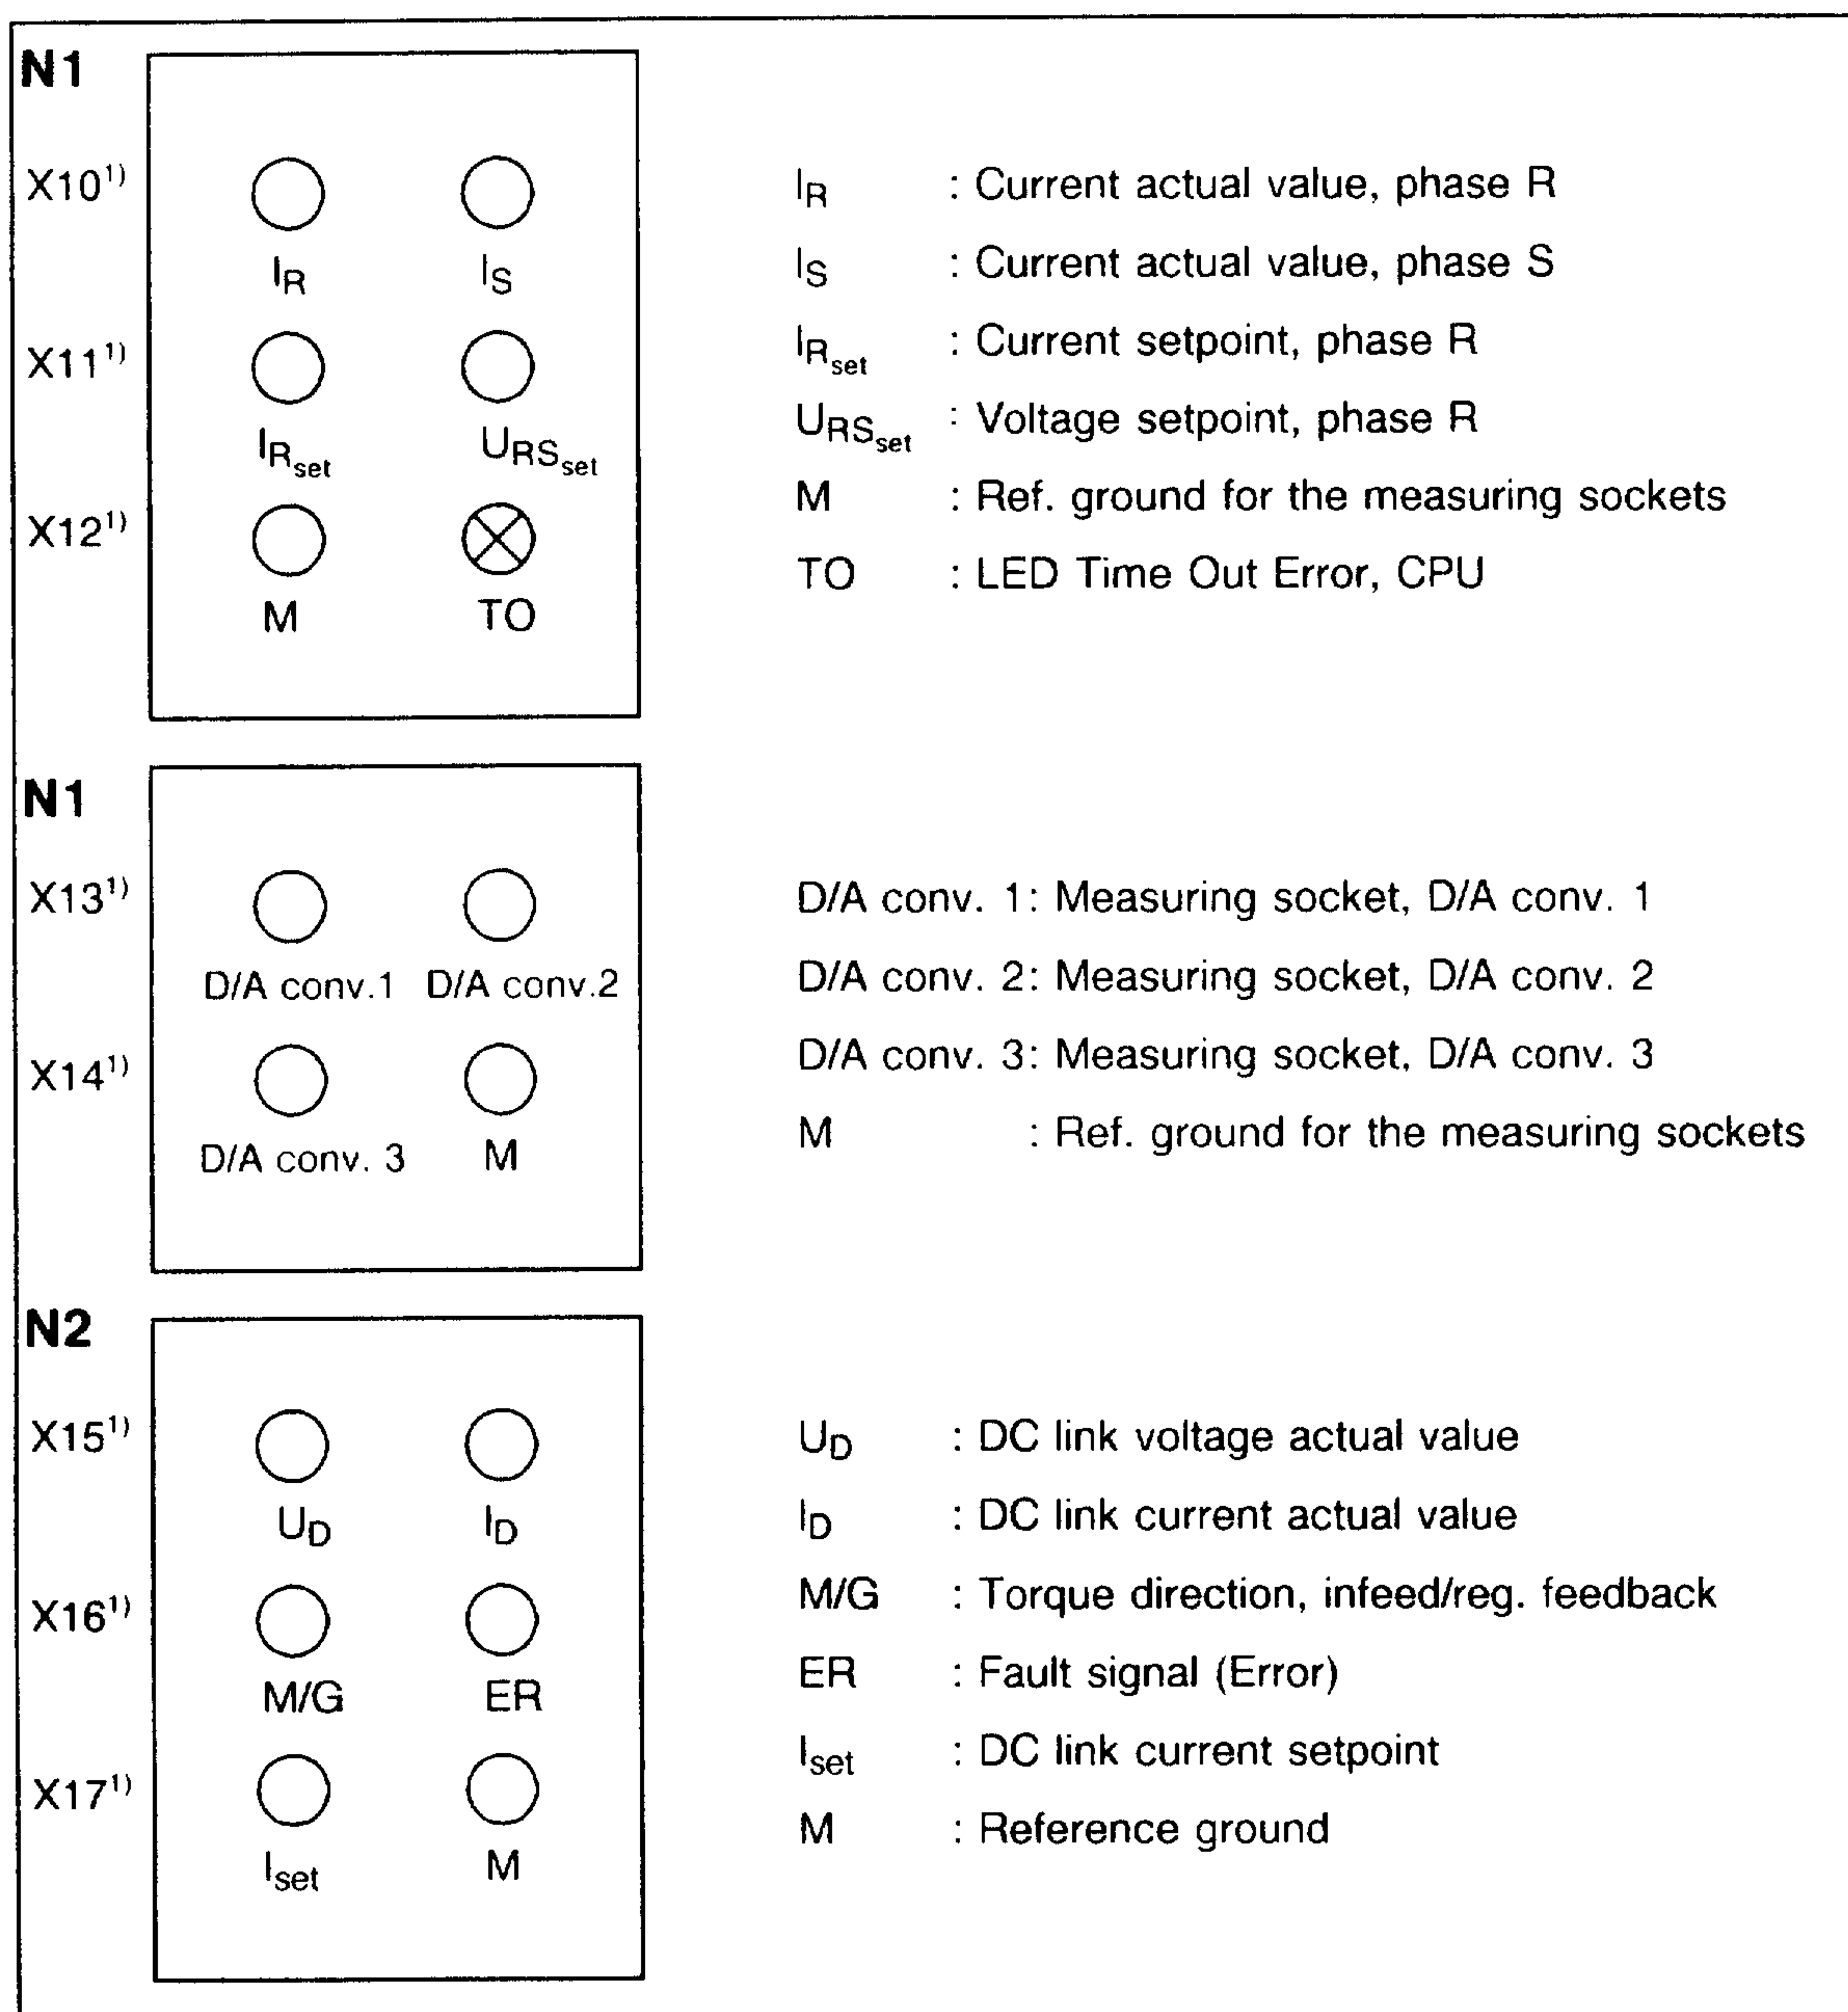 N1
X10¹⁾
I_R I_S
X11¹⁾
I_Rset U_RSset
X12¹⁾
M TO
I_R : Current actual value, phase R
I_S : Current actual value, phase S
I_Rset : Current setpoint, phase R
U_RSset : Voltage setpoint, phase R
M : Ref. ground for the measuring sockets
TO : LED Time Out Error, CPU
N1
X13¹⁾
D/A conv.1 D/A conv.2
X14¹⁾
D/A conv. 3 M
D/A conv. 1: Measuring socket, D/A conv. 1
D/A conv. 2: Measuring socket, D/A conv. 2
D/A conv. 3: Measuring socket, D/A conv. 3
M : Ref. ground for the measuring sockets
N2
X15¹⁾
U_D I_D
X16¹⁾
M/G ER
X17¹⁾
I_set M
U_D : DC link voltage actual value
I_D : DC link current actual value
M/G : Torque direction, infeed/reg. feedback
ER : Fault signal (Error)
I_set : DC link current setpoint
M : Reference ground